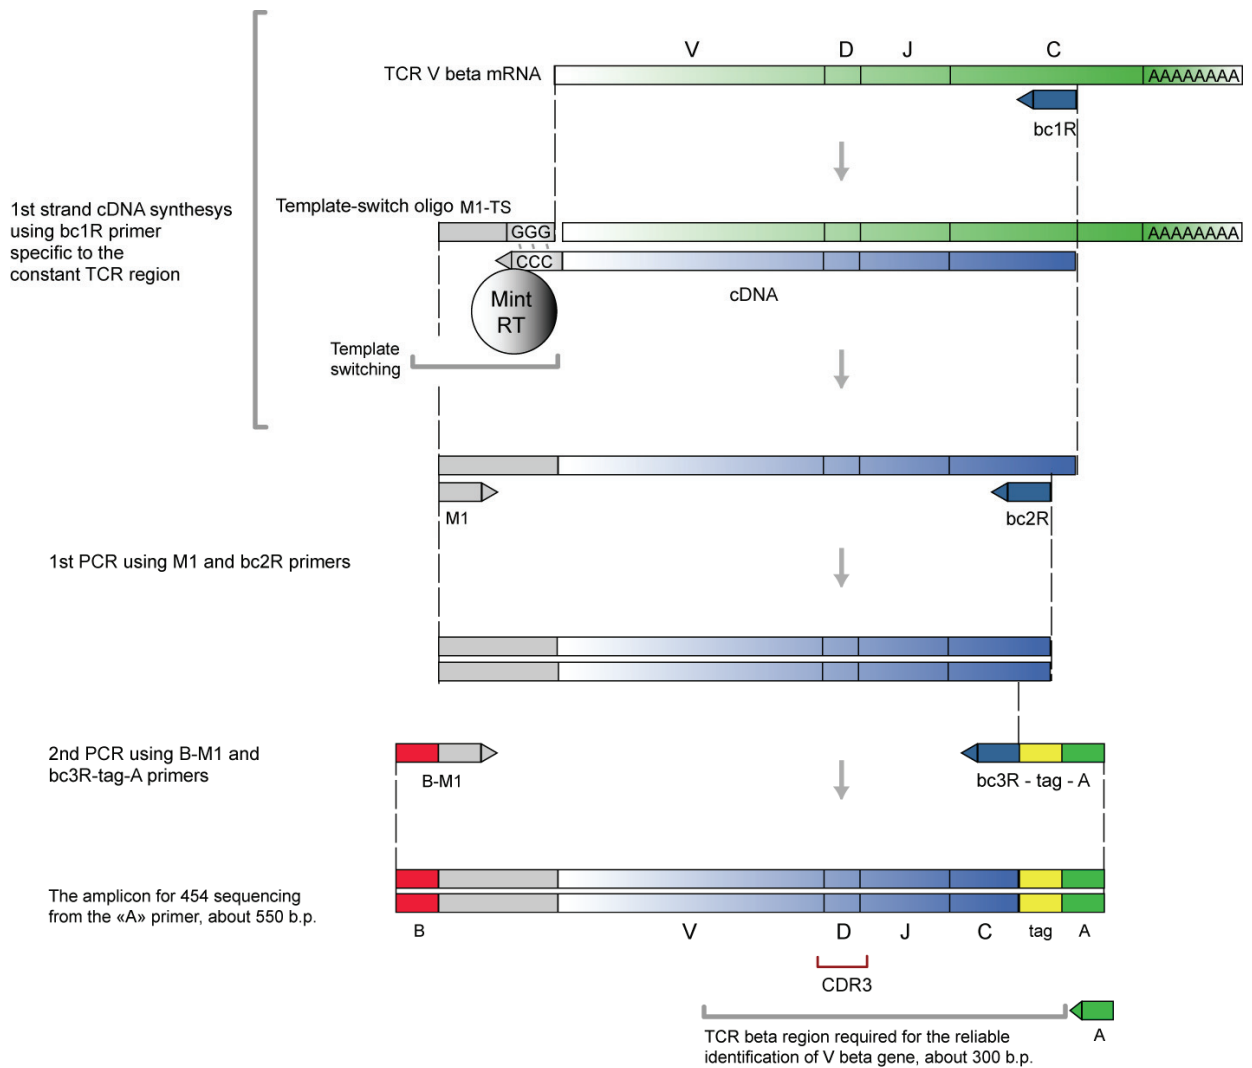 V D J C
TCR V beta mRNA
AAAAAAAA
bc1R
1st strand cDNA synthesys
using bc1R primer
specific to the
constant TCR region
Template-switch oligo M1-TS
GGG
AAAAAAAA
CCC
Mint
RT
cDNA
Template
switching
M1
bc2R
1st PCR using M1 and bc2R primers
2nd PCR using B-M1 and
bc3R-tag-A primers
B-M1
bc3R - tag - A
The amplicon for 454 sequencing
from the «A» primer, about 550 b.p.
B V D J C tag A
CDR3
A
TCR beta region required for the reliable
identification of V beta gene, about 300 b.p.